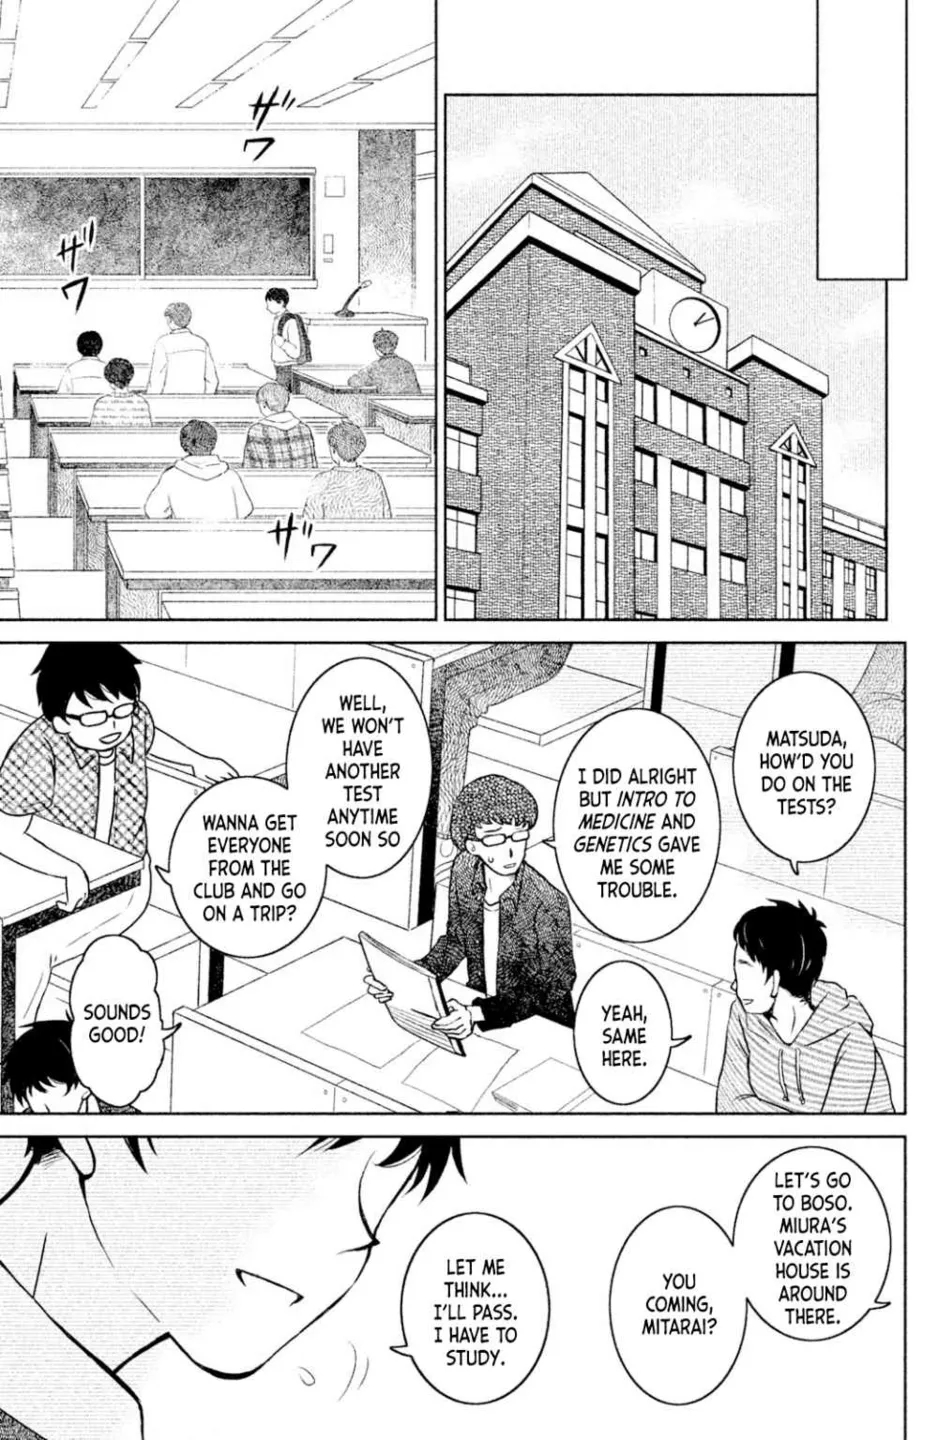 ザワ
ザワ
ザワ
MATSUDA,
HOW'D YOU
DO ON THE
TESTS?
I DID ALRIGHT
BUT INTRO TO
MEDICINE AND
GENETICS GAVE
ME SOME
TROUBLE.
YEAH,
SAME
HERE.
WELL,
WE WON'T
HAVE
ANOTHER
TEST
ANYTIME
SOON SO
WANNA GET
EVERYONE
FROM THE
CLUB AND GO
ON A TRIP?
SOUNDS
GOOD!
LET'S GO
TO BOSO.
MIURA'S
VACATION
HOUSE IS
AROUND
THERE.
YOU
COMING,
MITARAI?
LET ME
THINK...
I'LL PASS.
I HAVE TO
STUDY.